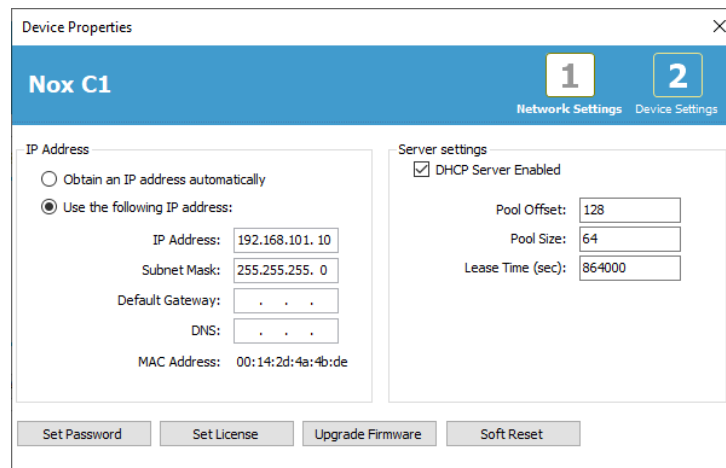 Device Properties
Nox C1
1
Network Settings
2
Device Settings
IP Address
Obtain an IP address automatically
Use the following IP address:
IP Address: 192.168.101. 10
Subnet Mask: 255.255.255. 0
Default Gateway: . . .
DNS: . . .
MAC Address: 00:14:2d:4a:4b:de
Server settings
DHCP Server Enabled
Pool Offset: 128
Pool Size: 64
Lease Time (sec): 864000
Set Password
Set License
Upgrade Firmware
Soft Reset